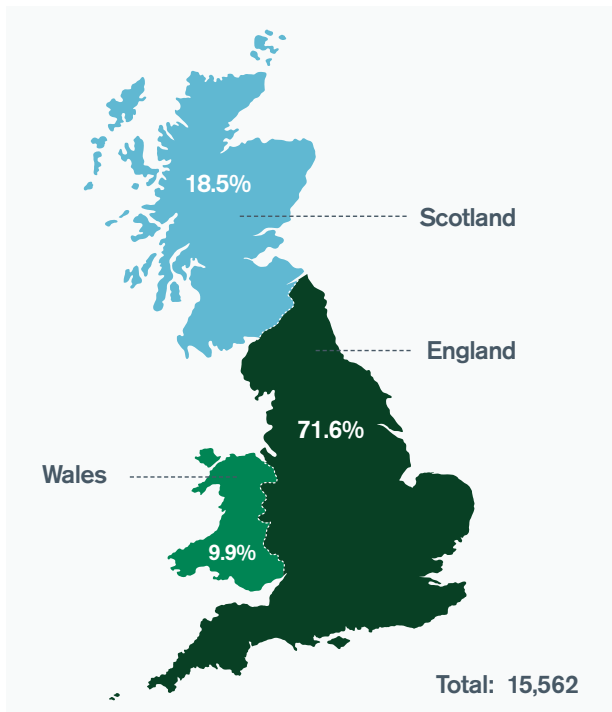 18.5%
Scotland
England
71.6%
Wales
9.9%
Total: 15,562